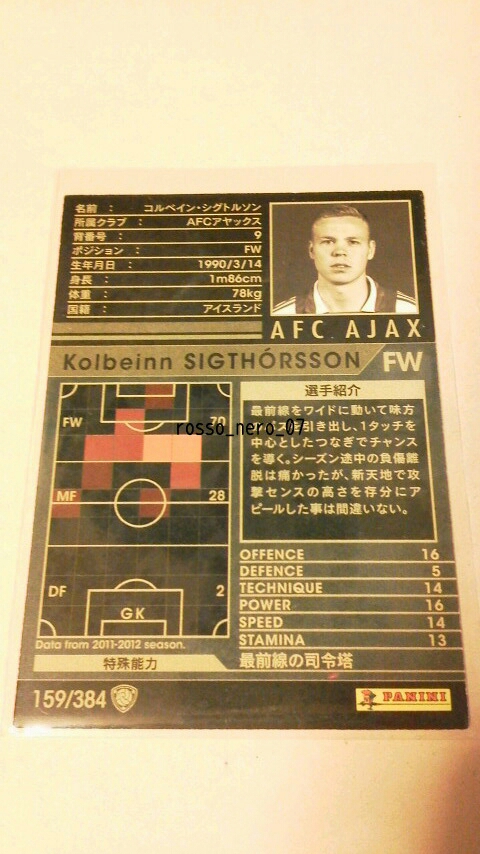 名前 : コルベイン・シグトルソン
所属クラブ : AFCアヤックス
背番号 : 9
ポジション : FW
生年月日 : 1990/3/14
身長 : 1m86cm
体重 : 78kg
国籍 : アイスランド
AFC AJAX
Kolbeinn SIGTHÓRSSON FW
FW 70
MF 28
DF 2
GK
Data from 2011-2012 season.
選手紹介
最前線をワイドに動いて味方
を引き出し、1タッチを
中心としたつなぎでチャンス
を導く。シーズン途中の負傷離
脱は痛かったが、新天地で攻
撃センスの高さを存分にア
ピールした事は間違いない。
rosso_nero_07
OFFENCE 16
DEFENCE 5
TECHNIQUE 14
POWER 16
SPEED 14
STAMINA 13
特殊能力 最前線の司令塔
159/384
PANINI